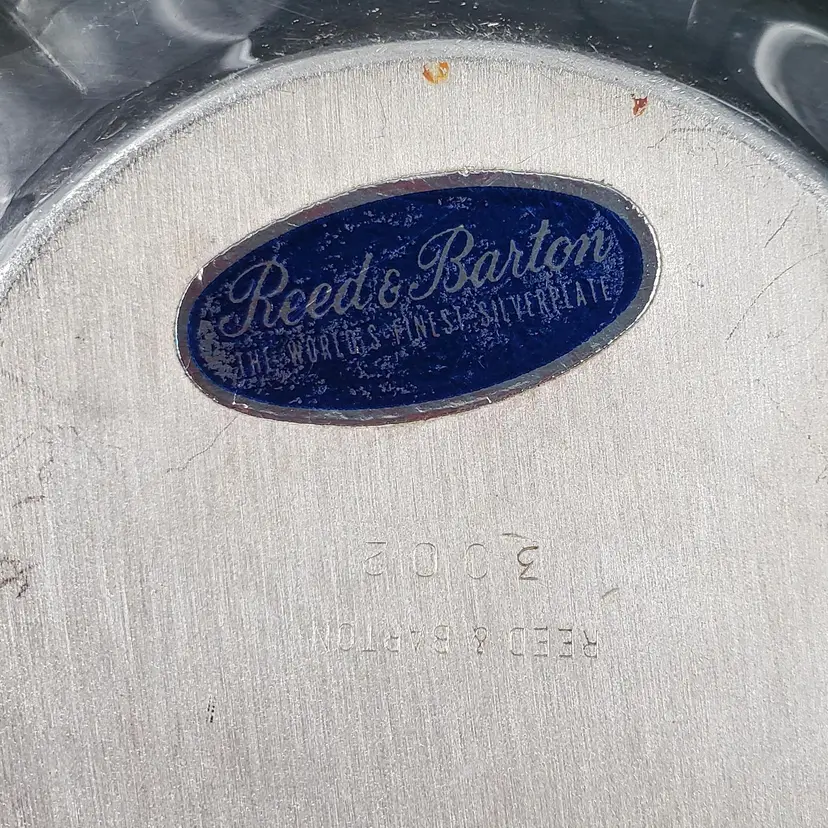 Reed & Barton
THE WORLD'S FINEST SILVERPLATE
REED & BARTON
3002